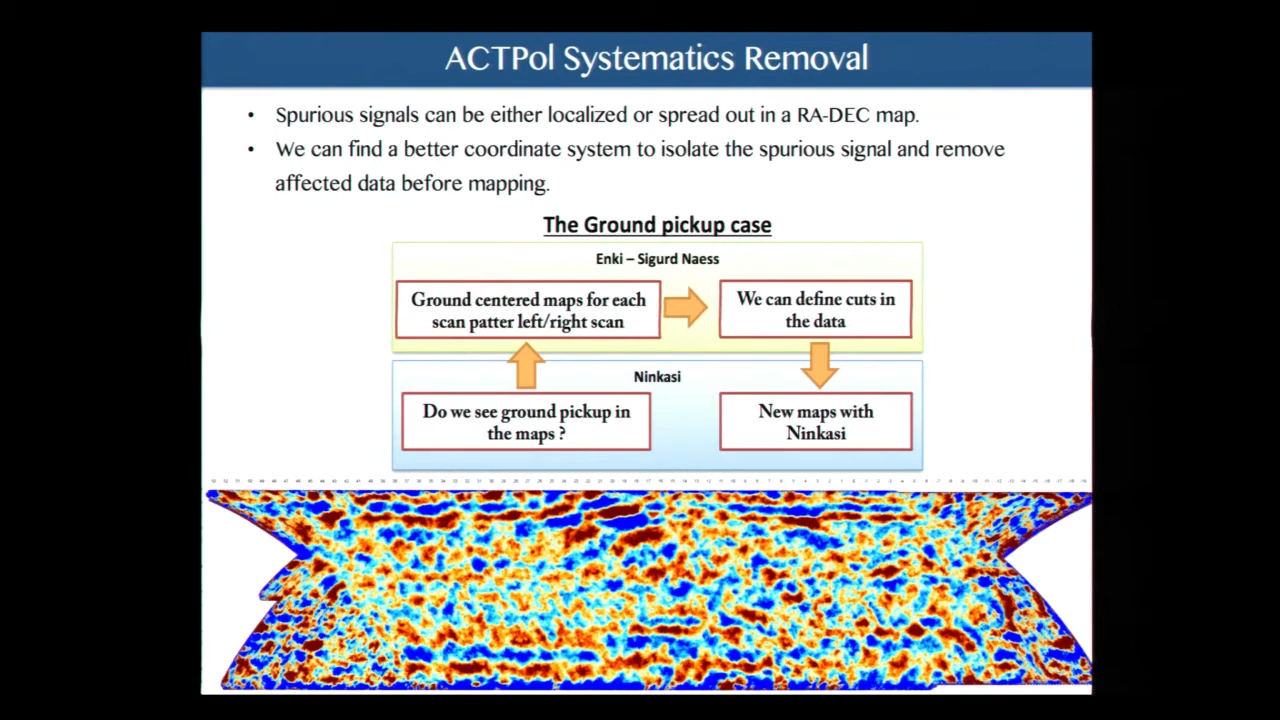 ACTPol Systematics Removal
• Spurious signals can be either localized or spread out in a RA-DEC map.
• We can find a better coordinate system to isolate the spurious signal and remove
affected data before mapping.
The Ground pickup case
Enki – Sigurd Naess
Ground centered maps for each
scan patter left/right scan
We can define cuts in
the data
Ninkasi
Do we see ground pickup in
the maps ?
New maps with
Ninkasi